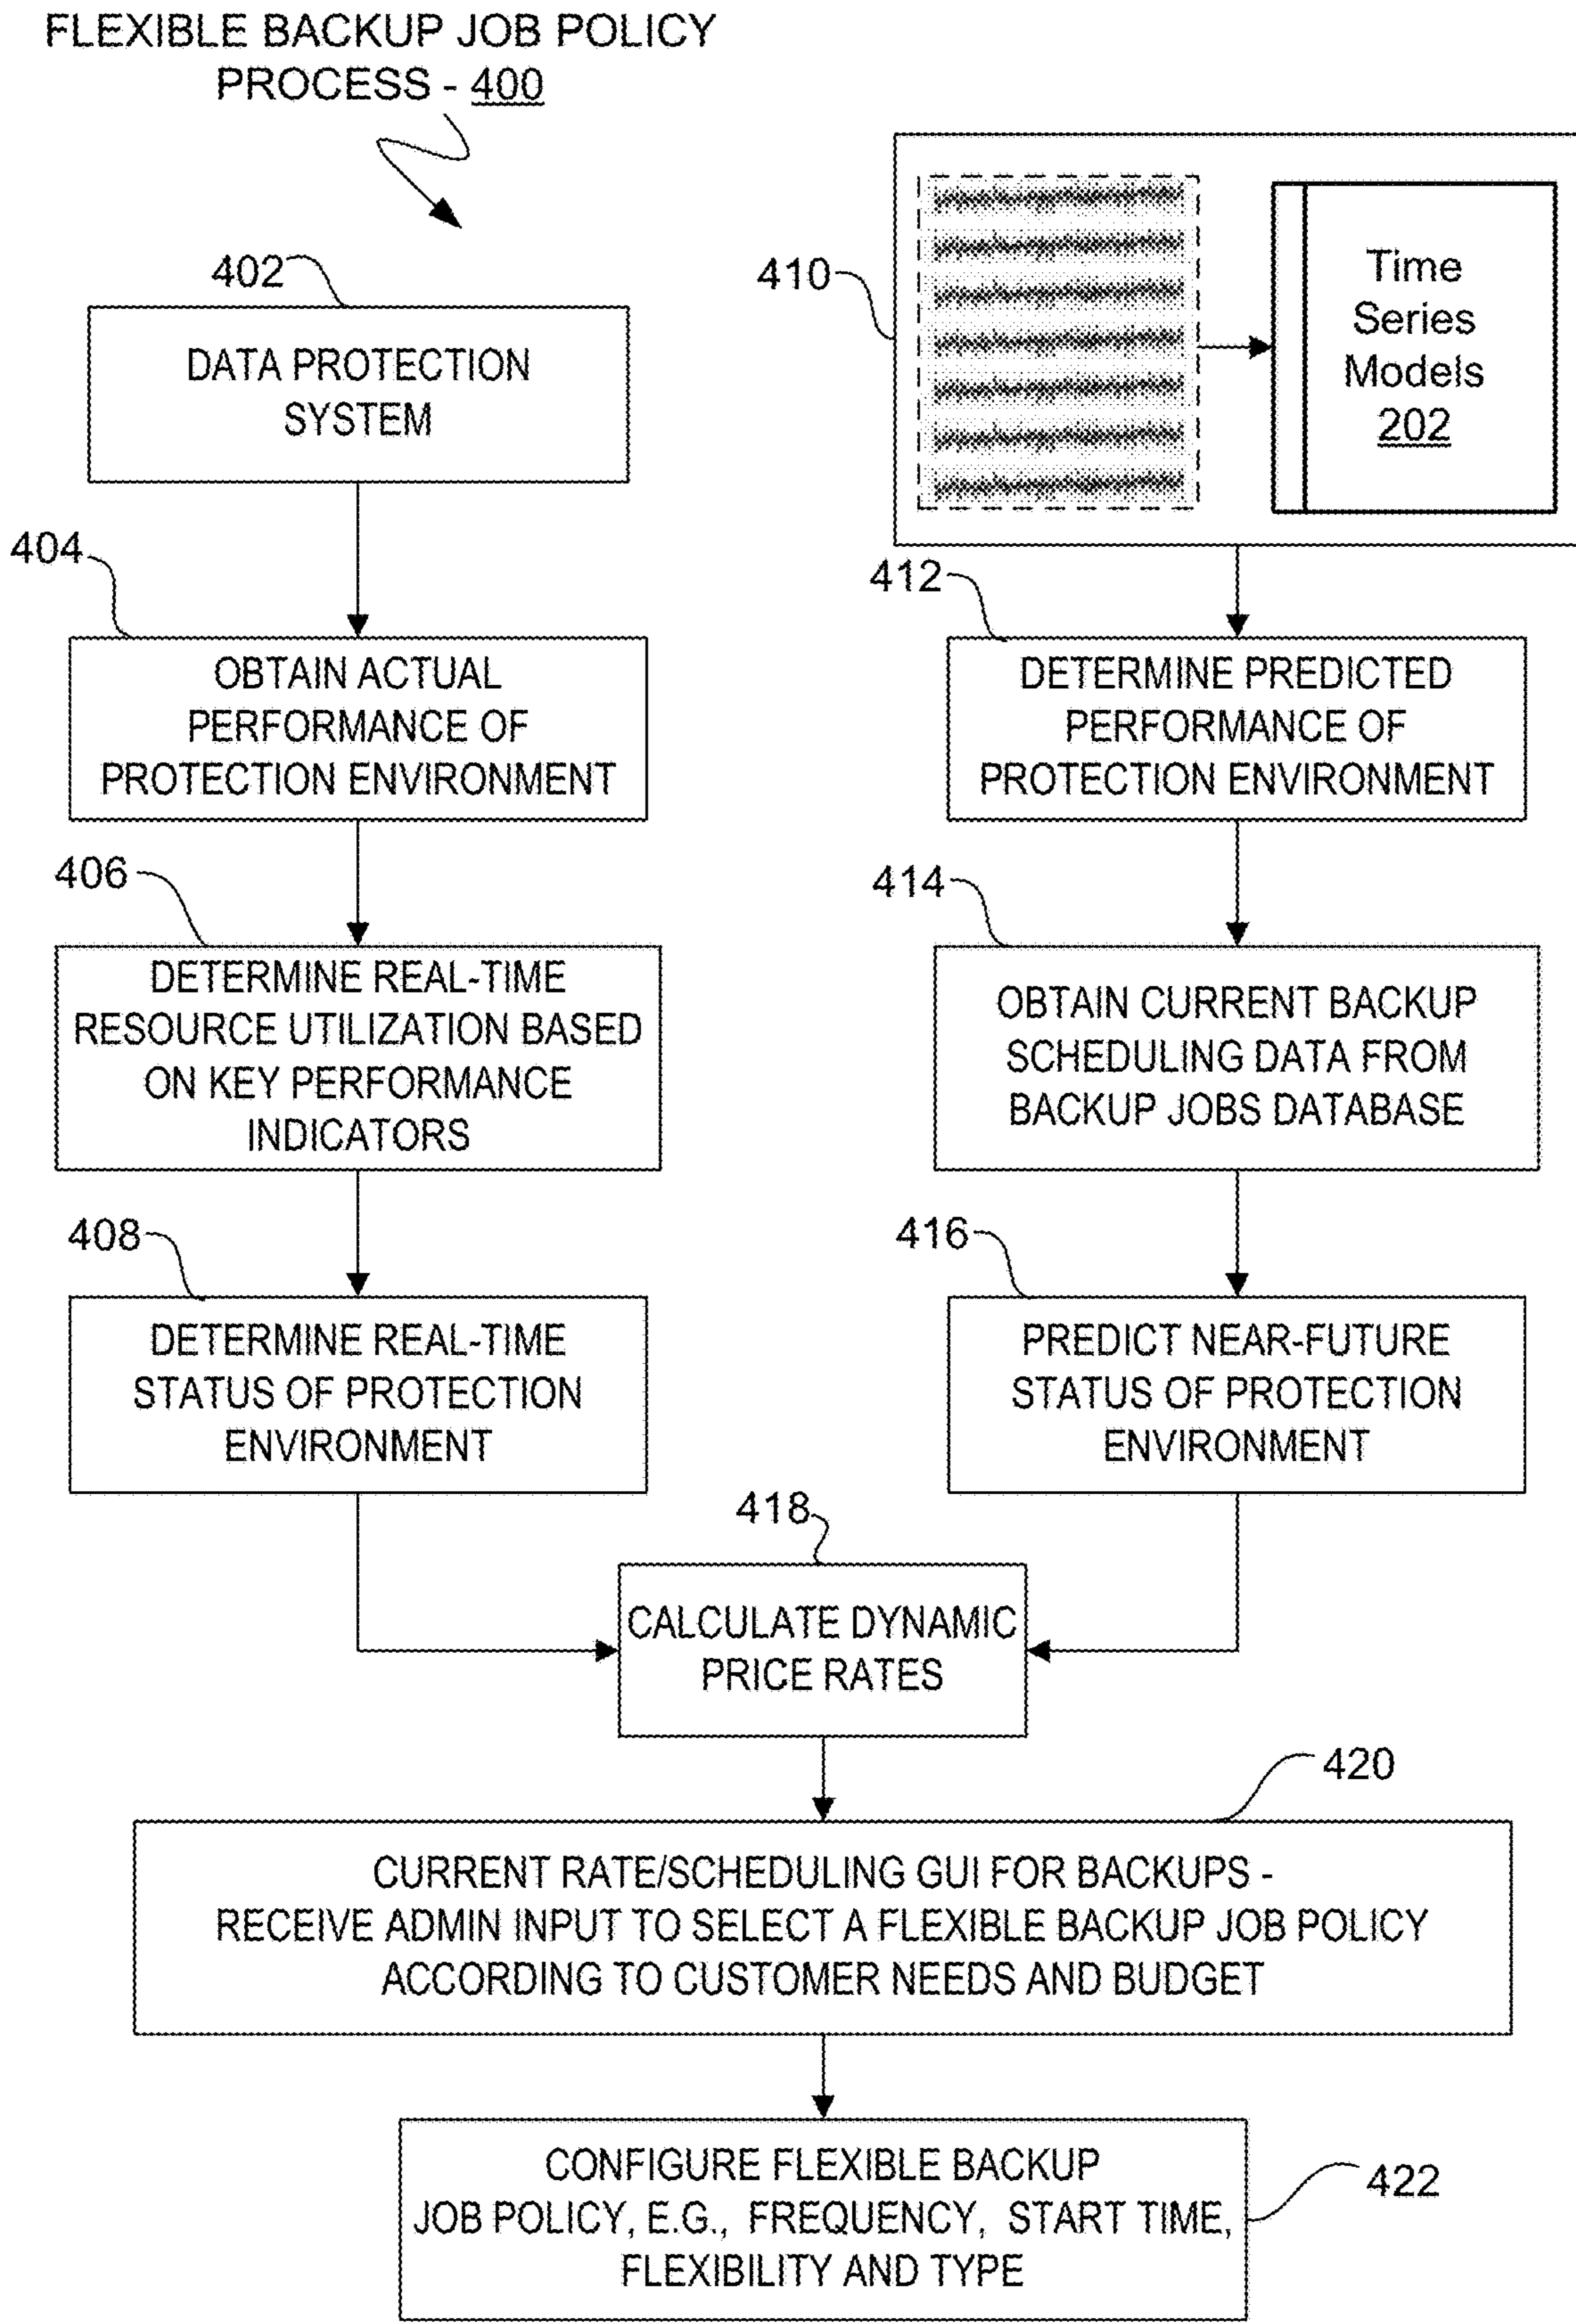 FLEXIBLE BACKUP JOB POLICY
PROCESS - 400
402
DATA PROTECTION
SYSTEM
404
OBTAIN ACTUAL
PERFORMANCE OF
PROTECTION ENVIRONMENT
406
DETERMINE REAL-TIME
RESOURCE UTILIZATION BASED
ON KEY PERFORMANCE
INDICATORS
408
DETERMINE REAL-TIME
STATUS OF PROTECTION
ENVIRONMENT
410
Time
Series
Models
202
412
DETERMINE PREDICTED
PERFORMANCE OF
PROTECTION ENVIRONMENT
414
OBTAIN CURRENT BACKUP
SCHEDULING DATA FROM
BACKUP JOBS DATABASE
416
PREDICT NEAR-FUTURE
STATUS OF PROTECTION
ENVIRONMENT
418
CALCULATE DYNAMIC
PRICE RATES
420
CURRENT RATE/SCHEDULING GUI FOR BACKUPS -
RECEIVE ADMIN INPUT TO SELECT A FLEXIBLE BACKUP JOB POLICY
ACCORDING TO CUSTOMER NEEDS AND BUDGET
CONFIGURE FLEXIBLE BACKUP
JOB POLICY, E.G., FREQUENCY, START TIME,
FLEXIBILITY AND TYPE
422